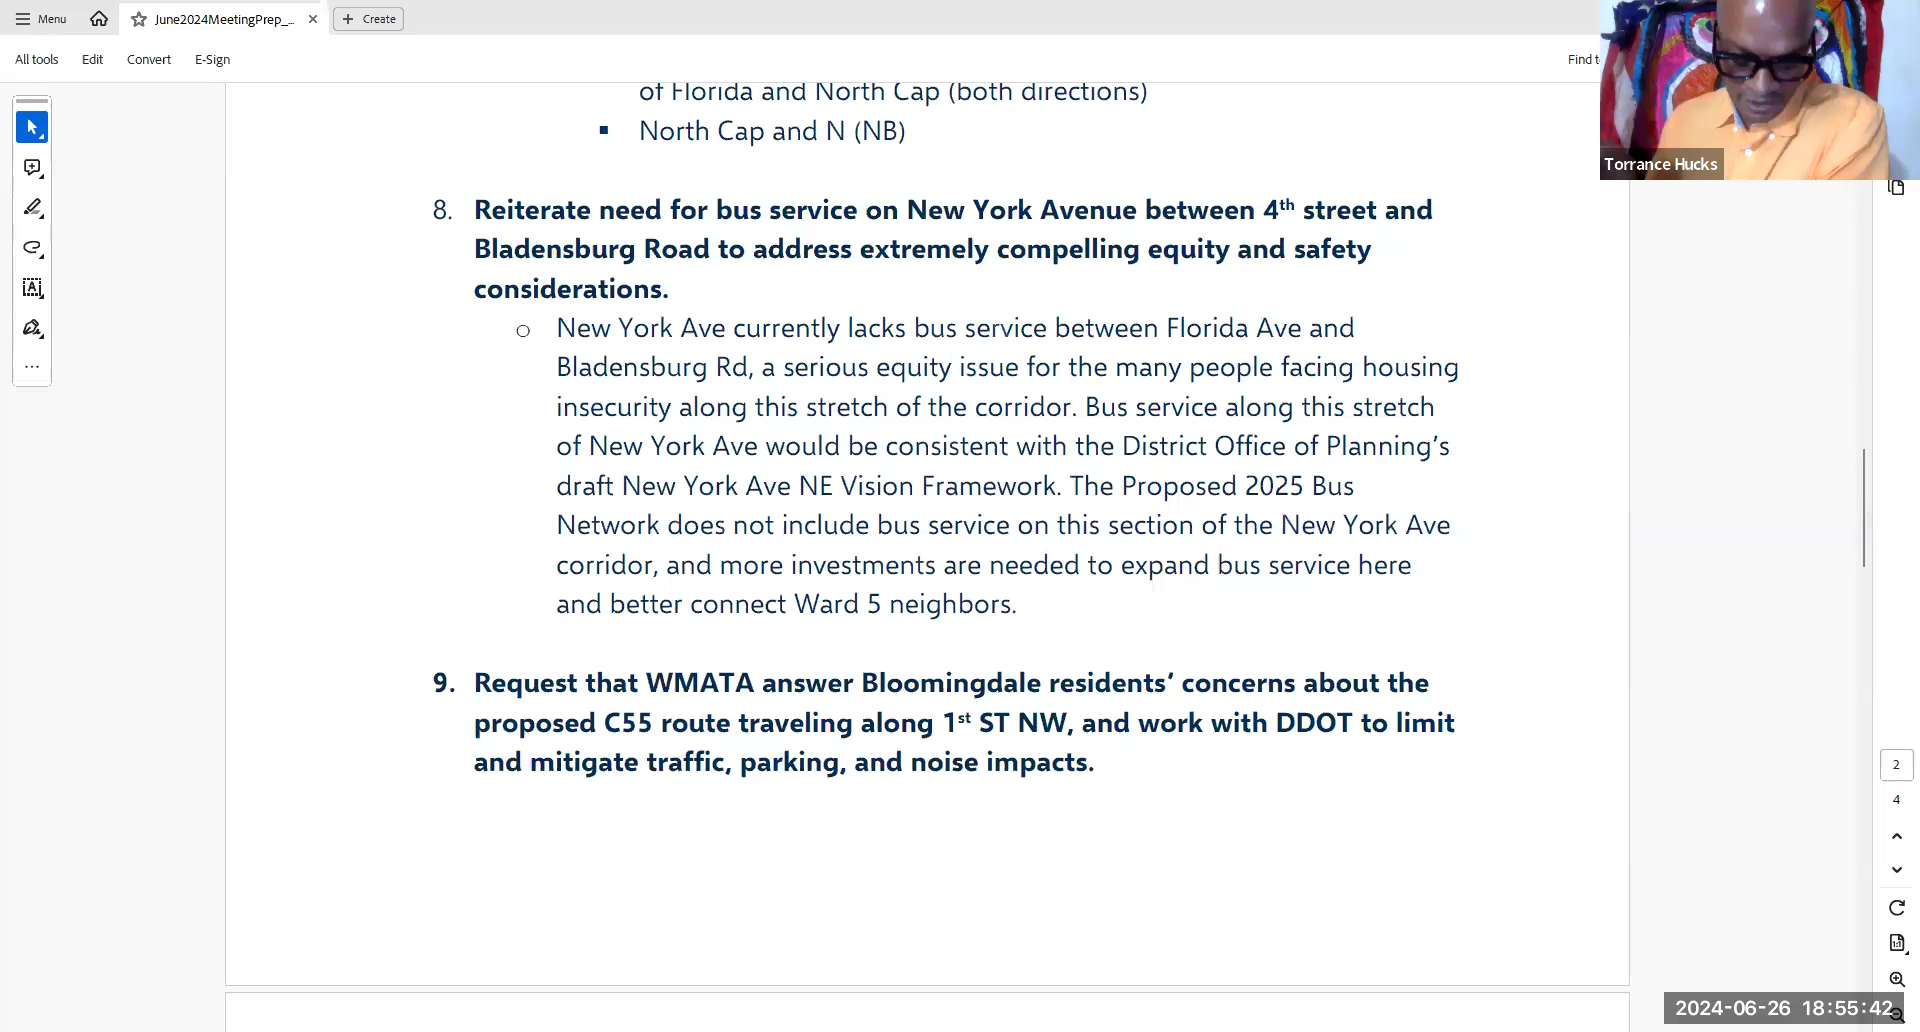 Menu
June2024MeetingPrep_...
Create
All tools
Edit
Convert
E-Sign
Find t
of Florida and North Cap (both directions)
▪ North Cap and N (NB)
Torrance Hucks
8. Reiterate need for bus service on New York Avenue between 4th street and
Bladensburg Road to address extremely compelling equity and safety
considerations.
o New York Ave currently lacks bus service between Florida Ave and
Bladensburg Rd, a serious equity issue for the many people facing housing
insecurity along this stretch of the corridor. Bus service along this stretch
of New York Ave would be consistent with the District Office of Planning’s
draft New York Ave NE Vision Framework. The Proposed 2025 Bus
Network does not include bus service on this section of the New York Ave
corridor, and more investments are needed to expand bus service here
and better connect Ward 5 neighbors.
9. Request that WMATA answer Bloomingdale residents‘ concerns about the
proposed C55 route traveling along 1st ST NW, and work with DDOT to limit
and mitigate traffic, parking, and noise impacts.
2
4
2024-06-26 18:55:42